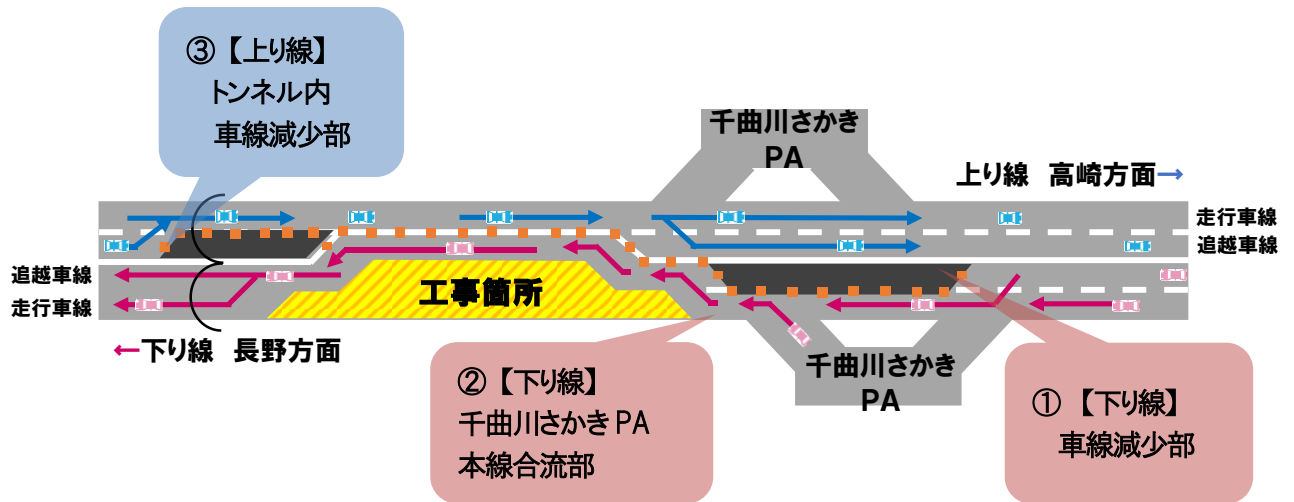 ③【上り線】
トンネル内
車線減少部
千曲川さかき
PA
上り線 高崎方面→
走行車線
追越車線
追越車線
走行車線
工事箇所
←下り線 長野方面
②【下り線】
千曲川さかきPA
本線合流部
千曲川さかき
PA
①【下り線】
車線減少部